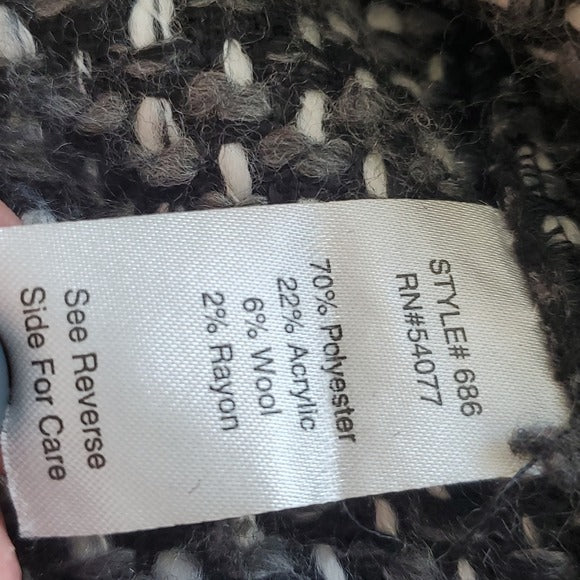 STYLE# 686
RN#54077
70% Polyester
22% Acrylic
6% Wool
2% Rayon
See Reverse
Side For Care